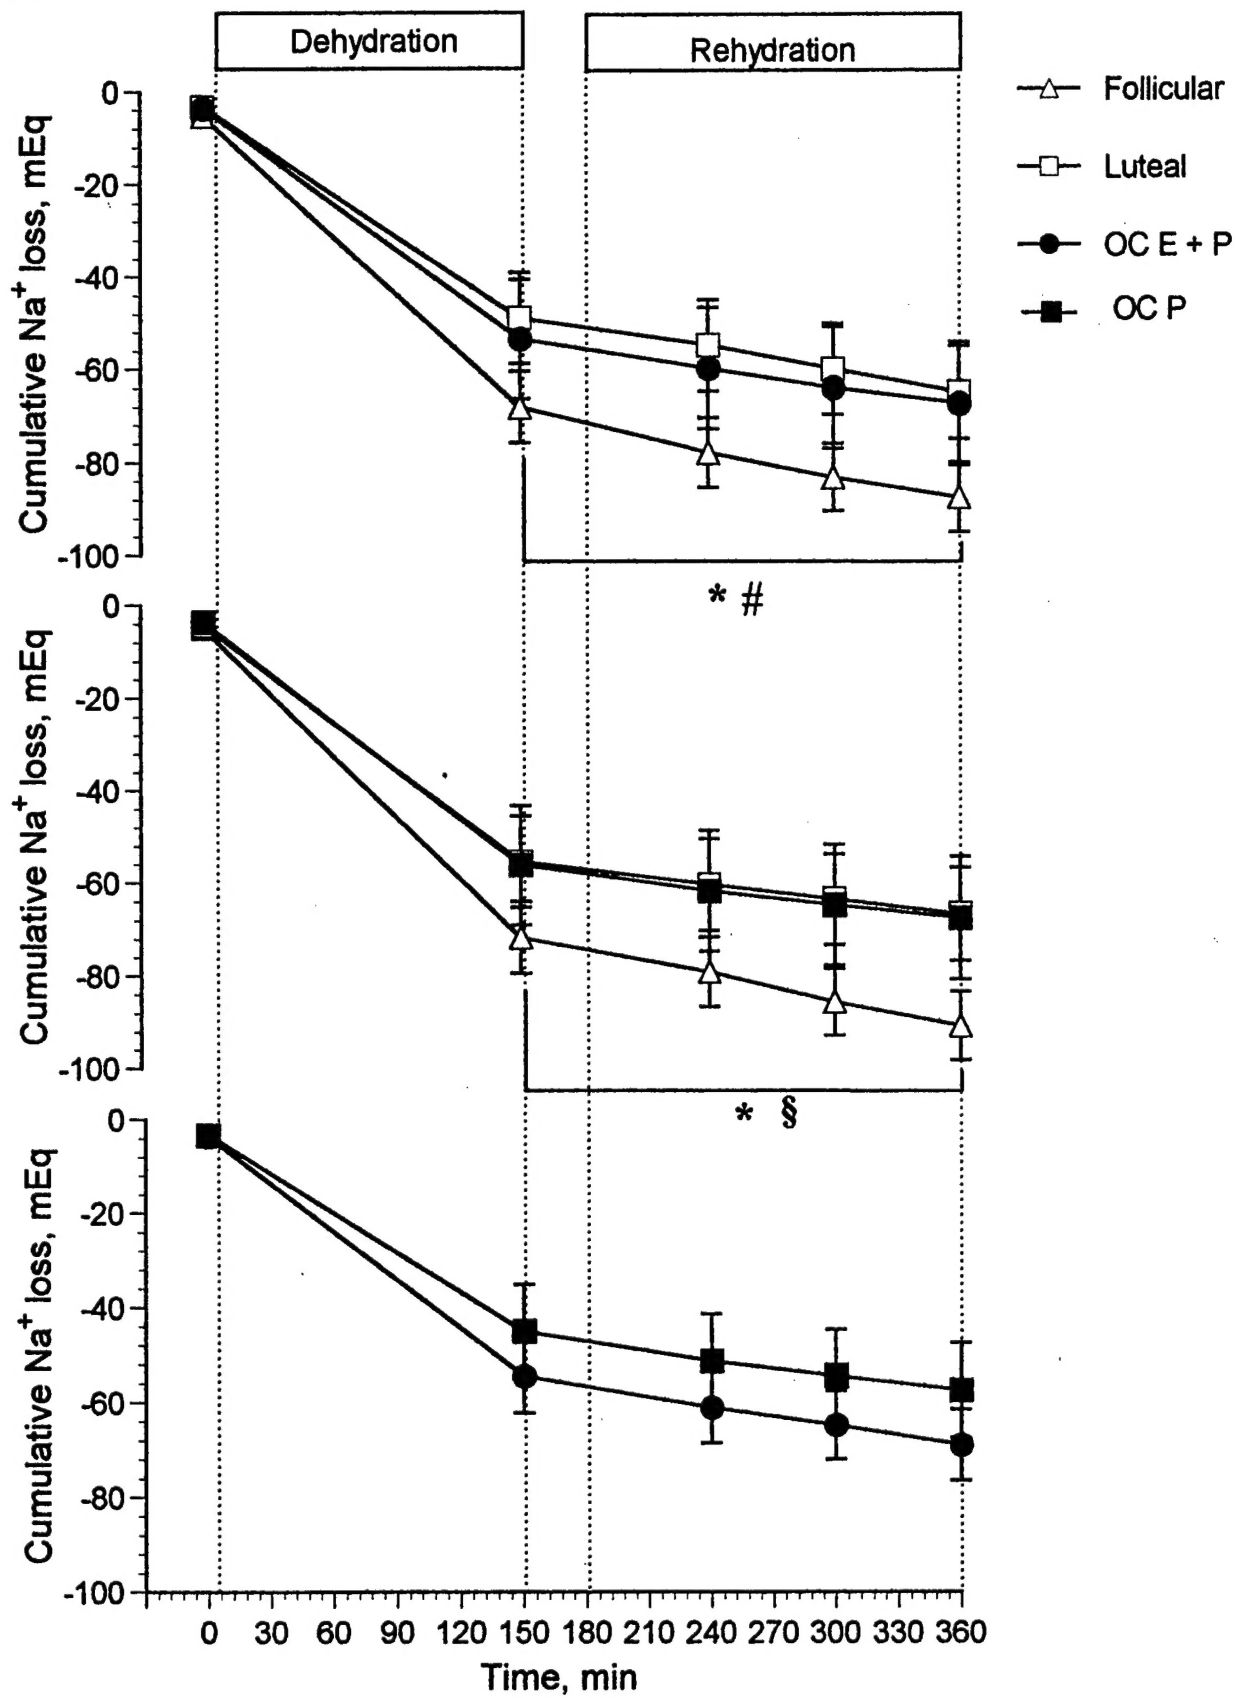 Dehydration
Rehydration
Follicular
Luteal
OC E + P
OC P
Cumulative Na⁺ loss, mEq
0
-20
-40
-60
-80
-100
* #
Cumulative Na⁺ loss, mEq
0
-20
-40
-60
-80
-100
* §
Cumulative Na⁺ loss, mEq
0
-20
-40
-60
-80
-100
0 30 60 90 120 150 180 210 240 270 300 330 360
Time, min